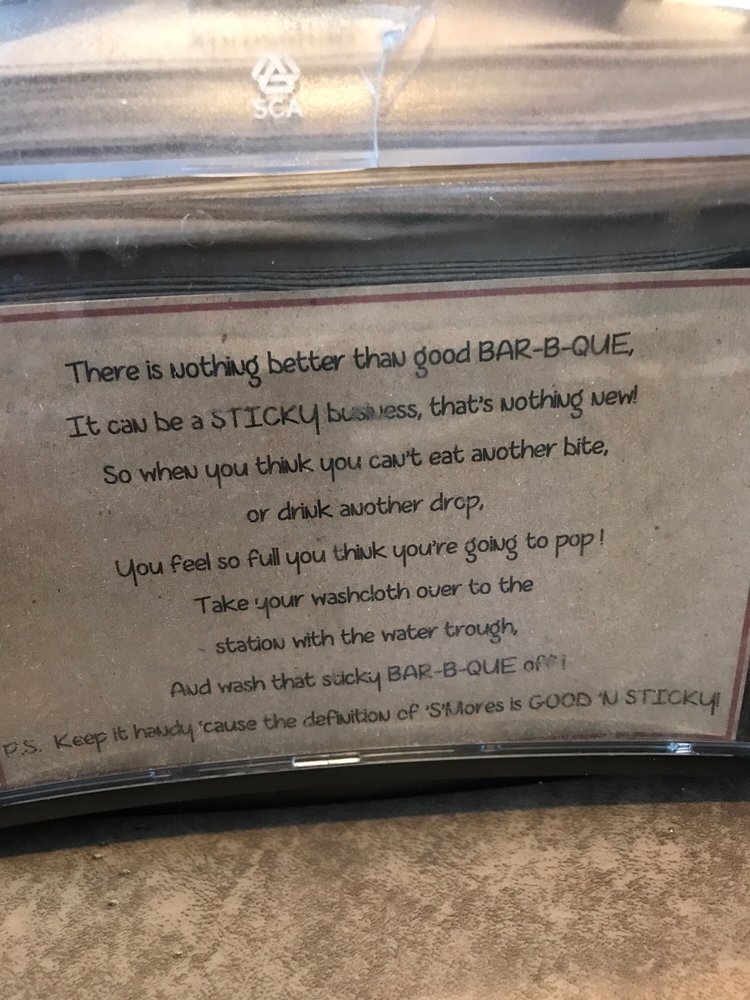 SCA
There is nothing better than good BAR-B-QUE,
It can be a STICKY business, that's nothing new!
So when you think you can't eat another bite,
or drink another drop,
You feel so full you think you're going to pop!
Take your washcloth over to the
station with the water trough,
And wash that sticky BAR-B-QUE off!
P.S. Keep it handy 'cause the definition of 'S'Mores is GOOD 'N STICKY!